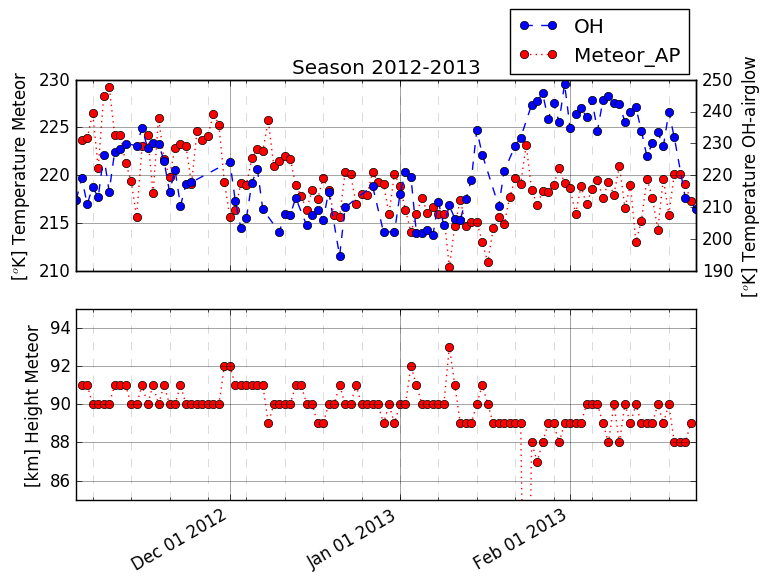 OH
Meteor_AP
Season 2012-2013
[°K] Temperature Meteor
230
225
220
215
210
250
240
230
220
210
200
190
[°K] Temperature OH-airglow
[km] Height Meteor
94
92
90
88
86
Dec 01 2012
Jan 01 2013
Feb 01 2013